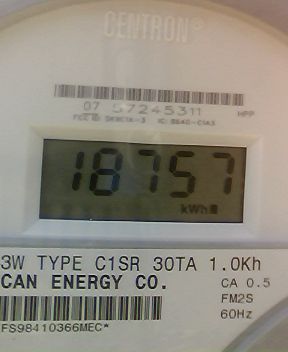 CENTRON®
07 57245311 HPP
18757
kWh
3W TYPE C1SR 30TA 1.0Kh
CAN ENERGY CO. CA 0.5
FM2S
60Hz
FS98410366MEC*